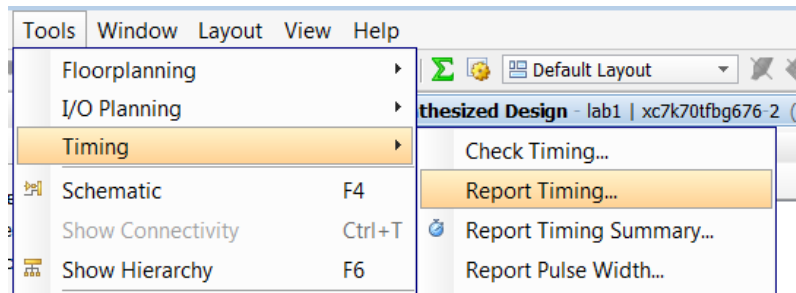 Tools Window Layout View Help
Floorplanning
Default Layout
I/O Planning
thesized Design - lab1 | xc7k70tfbg676-2 (
Timing
Check Timing...
Report Timing...
Schematic F4
Show Connectivity Ctrl+T
Report Timing Summary...
Show Hierarchy F6
Report Pulse Width...